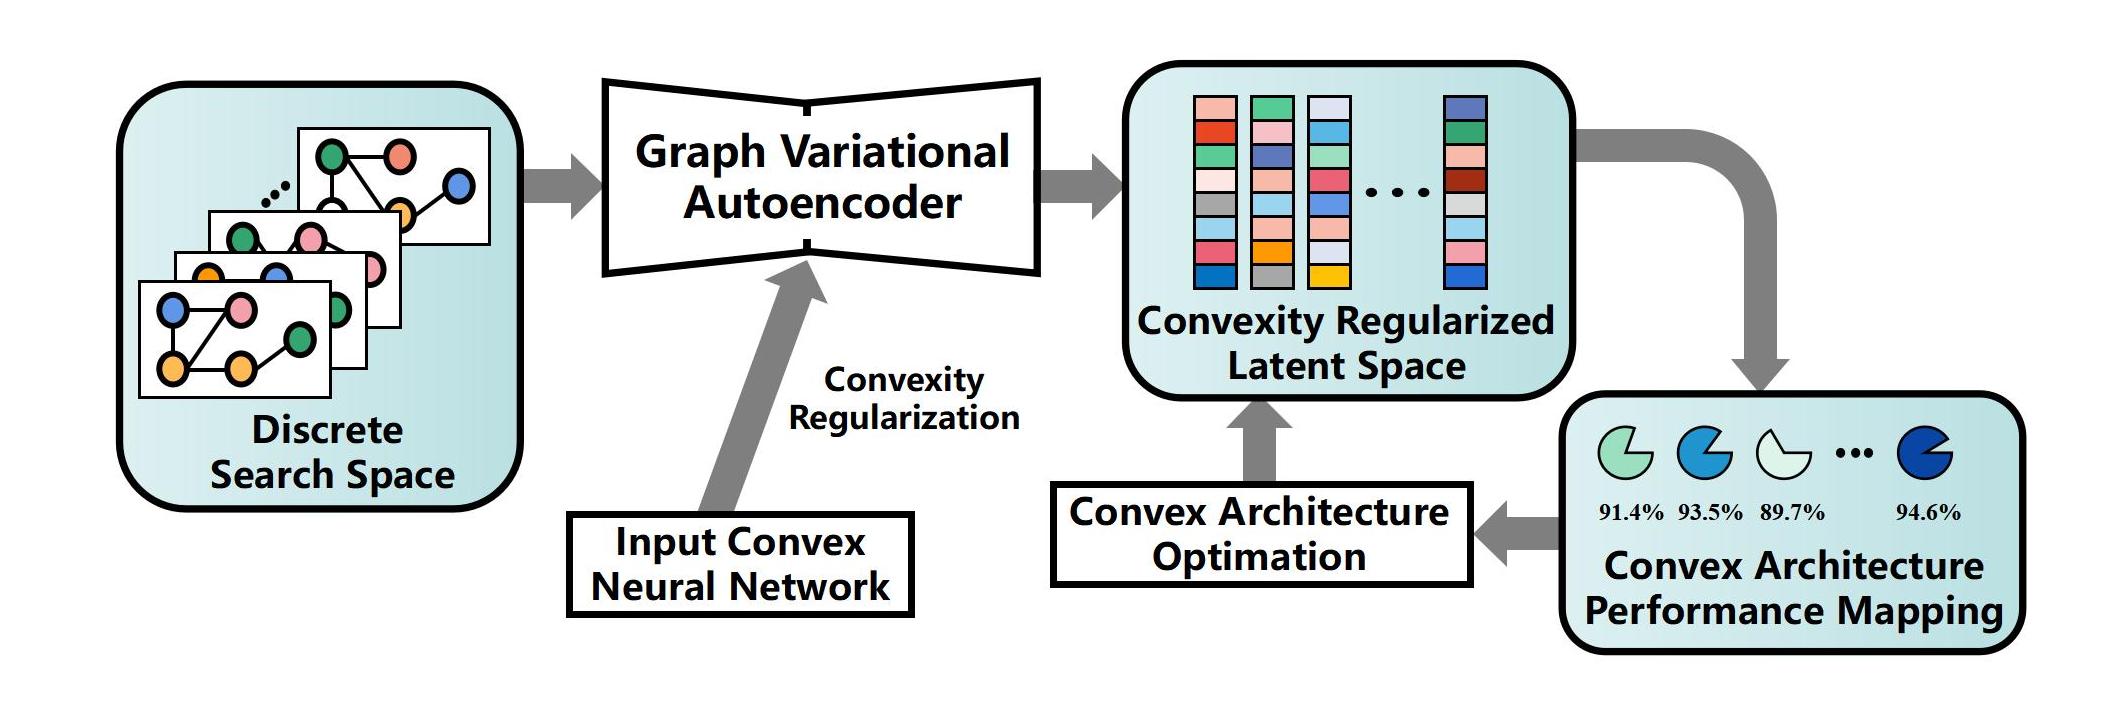 Discrete
Search Space
Graph Variational
Autoencoder
Convexity
Regularization
Input Convex
Neural Network
Convexity Regularized
Latent Space
Convex Architecture
Optimation
91.4% 93.5% 89.7% 94.6%
Convex Architecture
Performance Mapping